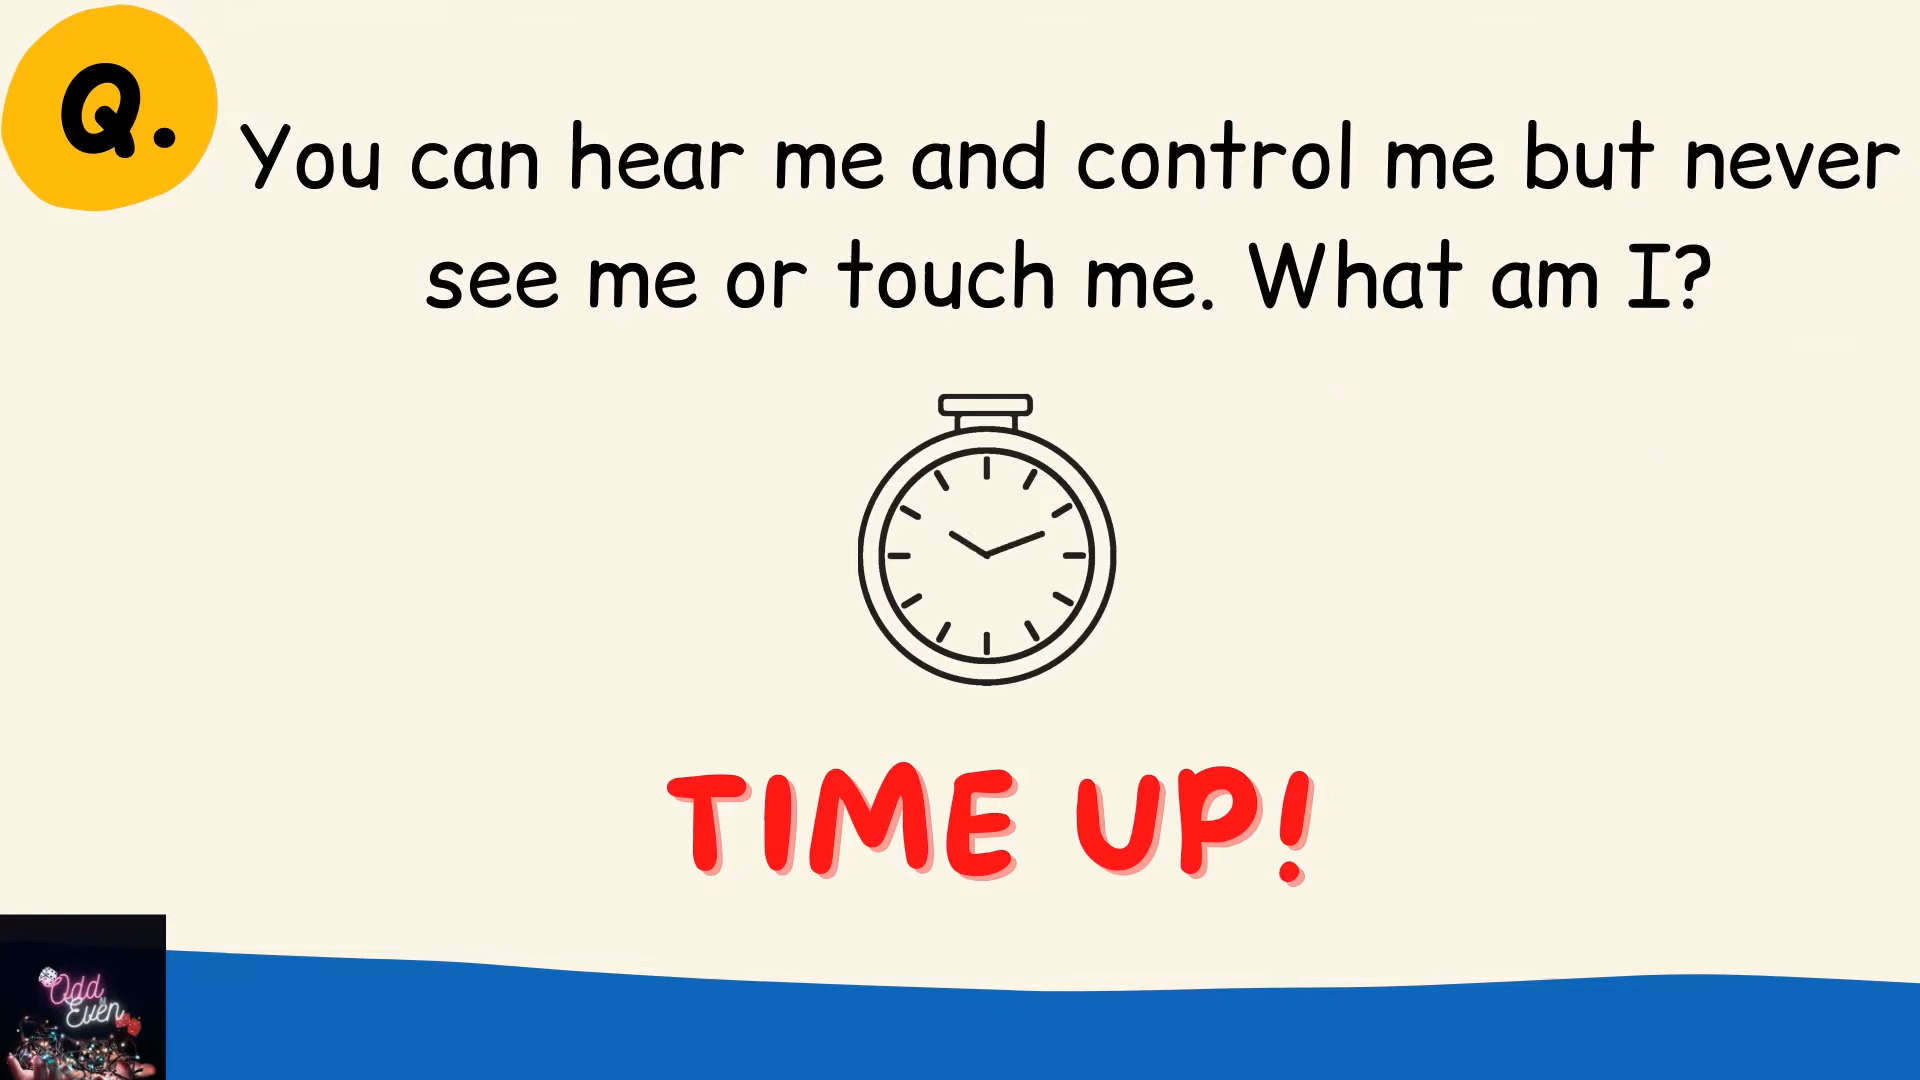 Q.
You can hear me and control me but never
see me or touch me. What am I?
TIME UP!
Odd
N
Even